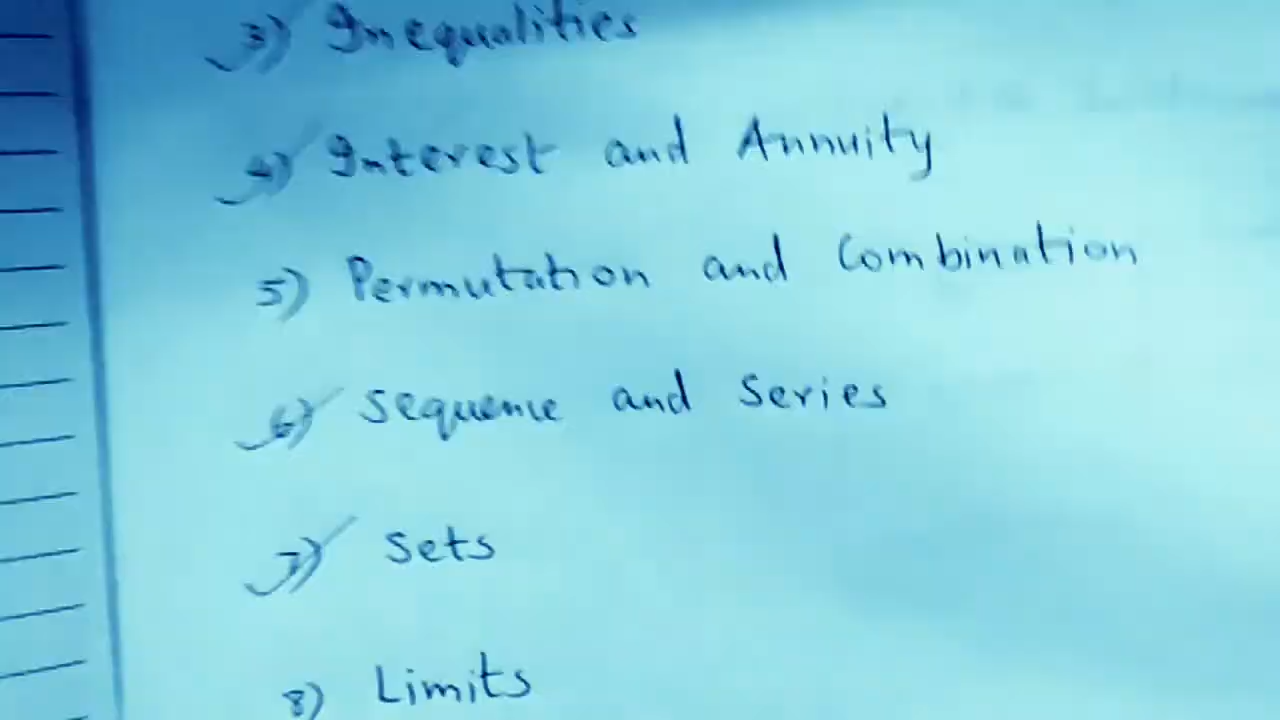 3) Inequalities
4) Interest and Annuity
5) Permutation and Combination
6) Sequence and Series
7) Sets
8) Limits